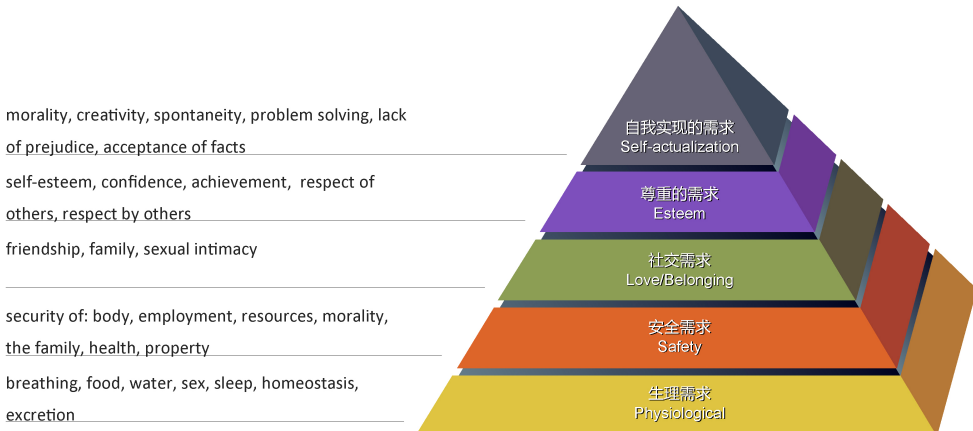 morality, creativity, spontaneity, problem solving, lack
of prejudice, acceptance of facts
自我实现的需求
Self-actualization
self-esteem, confidence, achievement,  respect of
others, respect by others
尊重的需求
Esteem
friendship, family, sexual intimacy
社交需求
Love/Belonging
security of: body, employment, resources, morality,
the family, health, property
安全需求
Safety
breathing, food, water, sex, sleep, homeostasis,
excretion
生理需求
Physiological